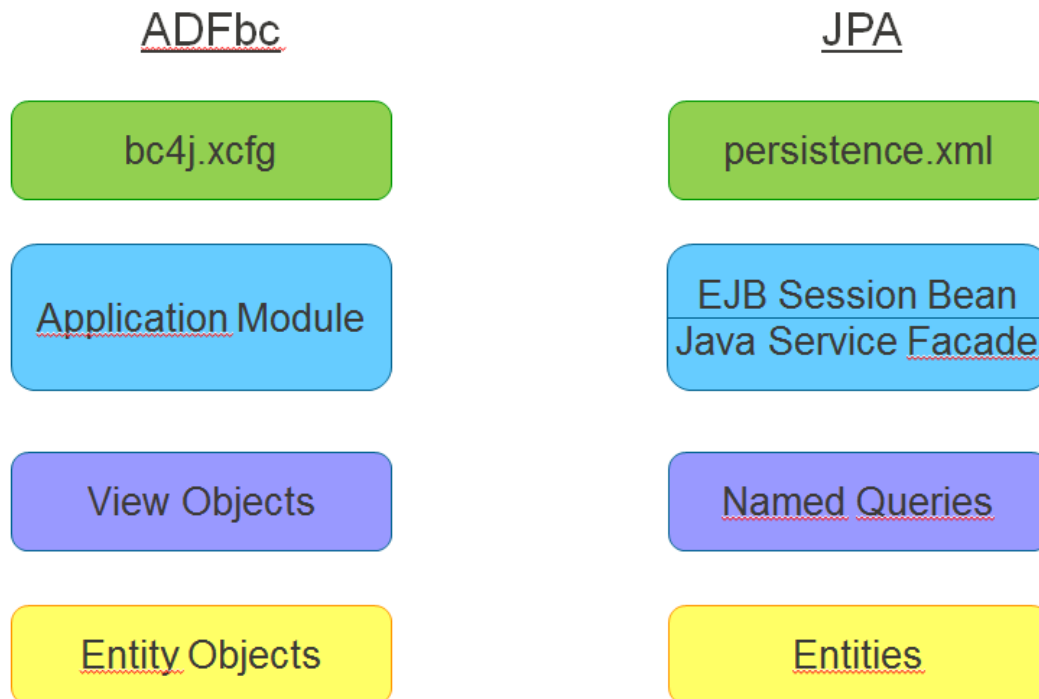 ADFbc
JPA
bc4j.xcfg
persistence.xml
Application Module
EJB Session Bean
Java Service Facade
View Objects
Named Queries
Entity Objects
Entities